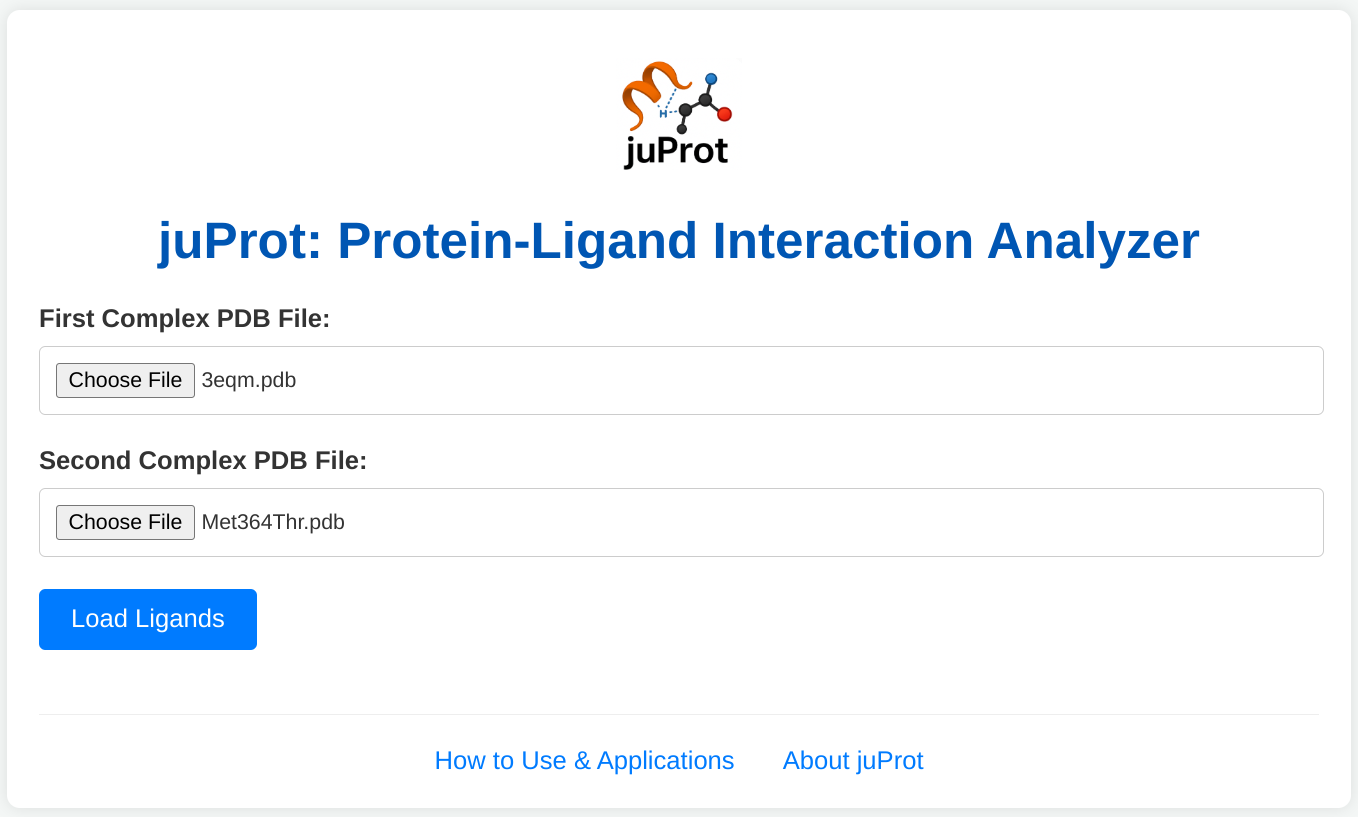 H
juProt
juProt: Protein-Ligand Interaction Analyzer
First Complex PDB File:
Choose File 3eqm.pdb
Second Complex PDB File:
Choose File Met364Thr.pdb
Load Ligands
How to Use & Applications About juProt